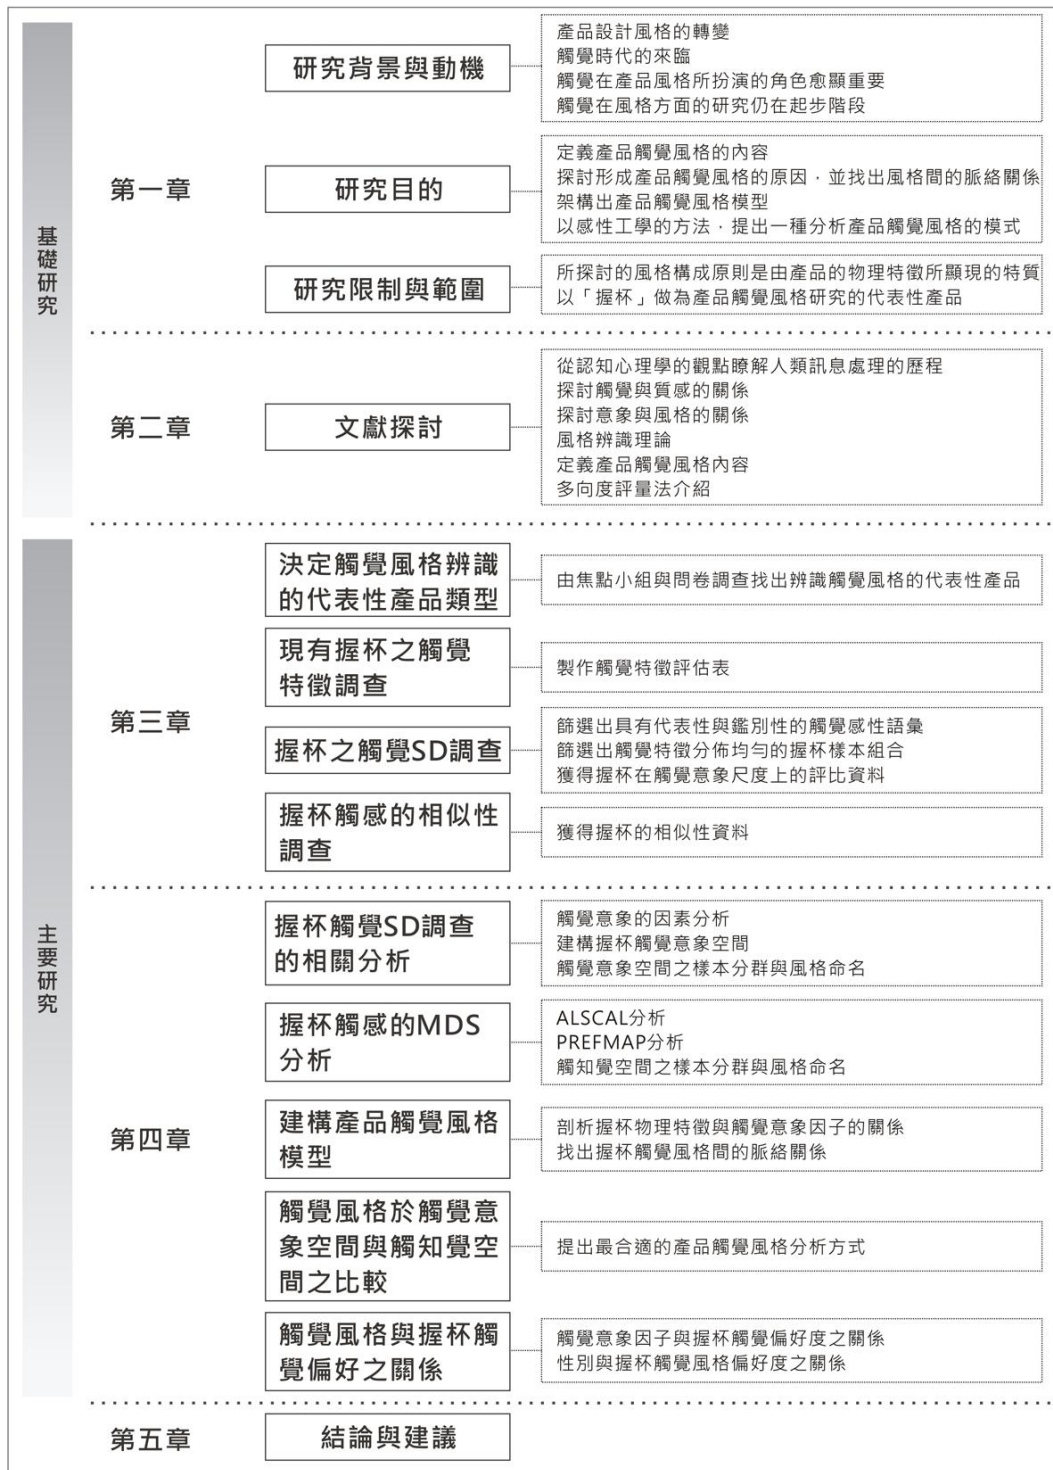 基礎研究
第一章
研究背景與動機
產品設計風格的轉變
觸覺時代的來臨
觸覺在產品風格所扮演的角色愈顯重要
觸覺在風格方面的研究仍在起步階段
研究目的
定義產品觸覺風格的內容
探討形成產品觸覺風格的原因，並找出風格間的脈絡關係
架構出產品觸覺風格模型
以感性工學的方法，提出一種分析產品觸覺風格的模式
研究限制與範圍
所探討的風格構成原則是由產品的物理特徵所顯現的特質
以「握杯」做為產品觸覺風格研究的代表性產品
第二章
文獻探討
從認知心理學的觀點瞭解人類訊息處理的歷程
探討觸覺與質感的關係
探討意象與風格的關係
風格辨識理論
定義產品觸覺風格內容
多向度評量法介紹
主要研究
第三章
決定觸覺風格辨識
的代表性產品類型
由焦點小組與問卷調查找出辨識觸覺風格的代表性產品
現有握杯之觸覺
特徵調查
製作觸覺特徵評估表
握杯之觸覺SD調查
篩選出具有代表性與鑑別性的觸覺感性語彙
篩選出觸覺特徵分佈均勻的握杯樣本組合
獲得握杯在觸覺意象尺度上的評比資料
握杯觸感的相似性
調查
獲得握杯的相似性資料
第四章
握杯觸覺SD調查
的相關分析
觸覺意象的因素分析
建構握杯觸覺意象空間
觸覺意象空間之樣本分群與風格命名
握杯觸感的MDS
分析
ALSCAL分析
PREFMAP分析
觸知覺空間之樣本分群與風格命名
建構產品觸覺風格
模型
剖析握杯物理特徵與觸覺意象因子的關係
找出握杯觸覺風格間的脈絡關係
觸覺風格於觸覺意
象空間與觸知覺空
間之比較
提出最合適的產品觸覺風格分析方式
觸覺風格與握杯觸
覺偏好之關係
觸覺意象因子與握杯觸覺偏好度之關係
性別與握杯觸覺風格偏好度之關係
第五章
結論與建議